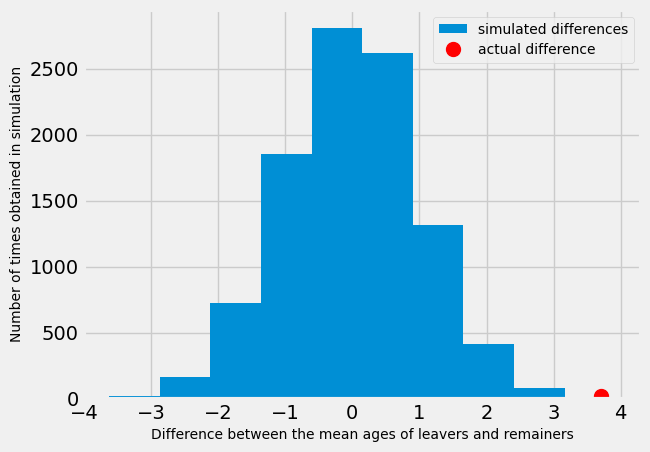 simulated differences
actual difference
Number of times obtained in simulation
2500
2000
1500
1000
500
0
−4 −3 −2 −1 0 1 2 3 4
Difference between the mean ages of leavers and remainers